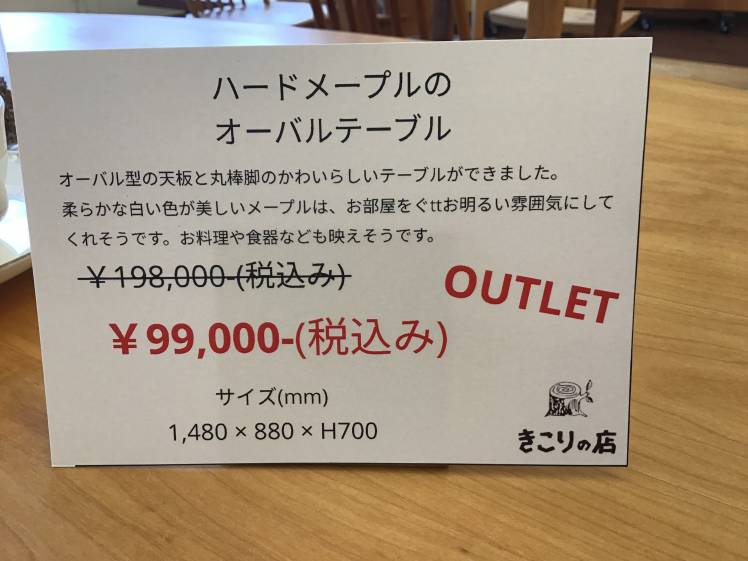 ハードメープルの
オーバルテーブル
オーバル型の天板と丸棒脚のかわいらしいテーブルができました。
柔らかな白い色が美しいメープルは、お部屋をぐttお明るい雰囲気にして
くれそうです。お料理や食器なども映えそうです。
￥198,000-(税込み)
OUTLET
￥99,000-(税込み)
サイズ(mm)
1,480×880×H700
きこりの店